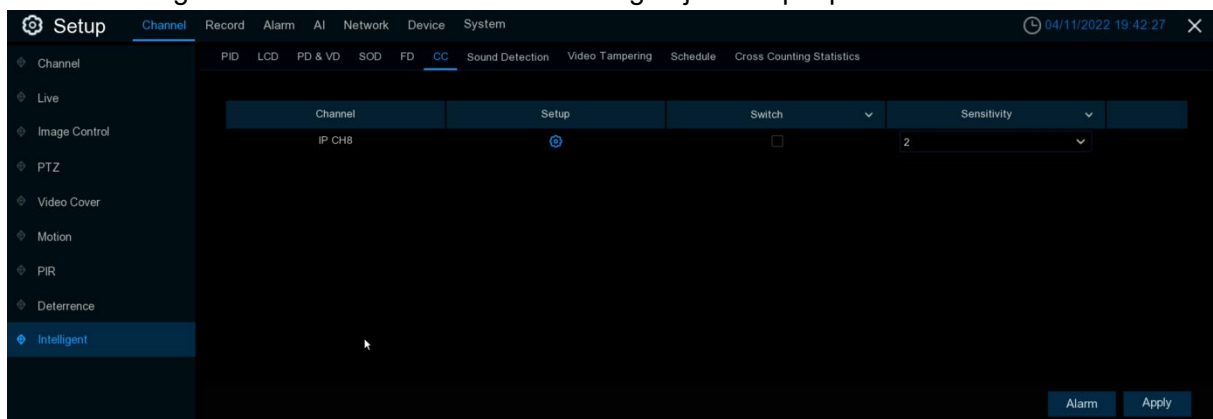 Setup Channel Record Alarm AI Network Device System 04/11/2022 19:42:27
Channel
Live
Image Control
PTZ
Video Cover
Motion
PIR
Deterrence
Intelligent
PID LCD PD & VD SOD FD CC Sound Detection Video Tampering Schedule Cross Counting Statistics
Channel Setup Switch Sensitivity
IP CH8 2
Alarm Apply